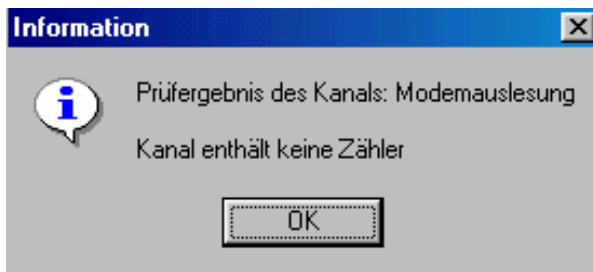 Information
Prüfergebnis des Kanals: Modemauslesung
Kanal enthält keine Zähler
OK